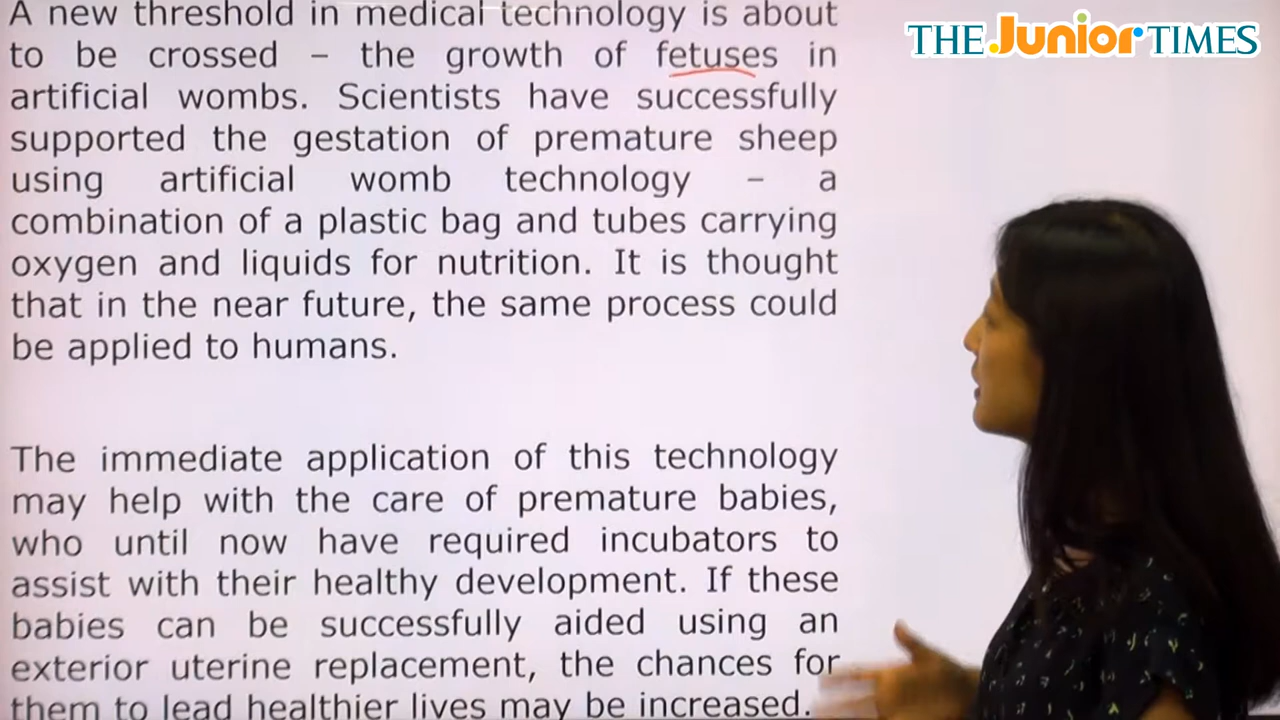 A new threshold in medical technology is about
to be crossed – the growth of fetuses in
artificial wombs. Scientists have successfully
supported the gestation of premature sheep
using artificial womb technology – a
combination of a plastic bag and tubes carrying
oxygen and liquids for nutrition. It is thought
that in the near future, the same process could
be applied to humans.
The immediate application of this technology
may help with the care of premature babies,
who until now have required incubators to
assist with their healthy development. If these
babies can be successfully aided using an
exterior uterine replacement, the chances for
them to lead healthier lives may be increased.
THE Junior TIMES